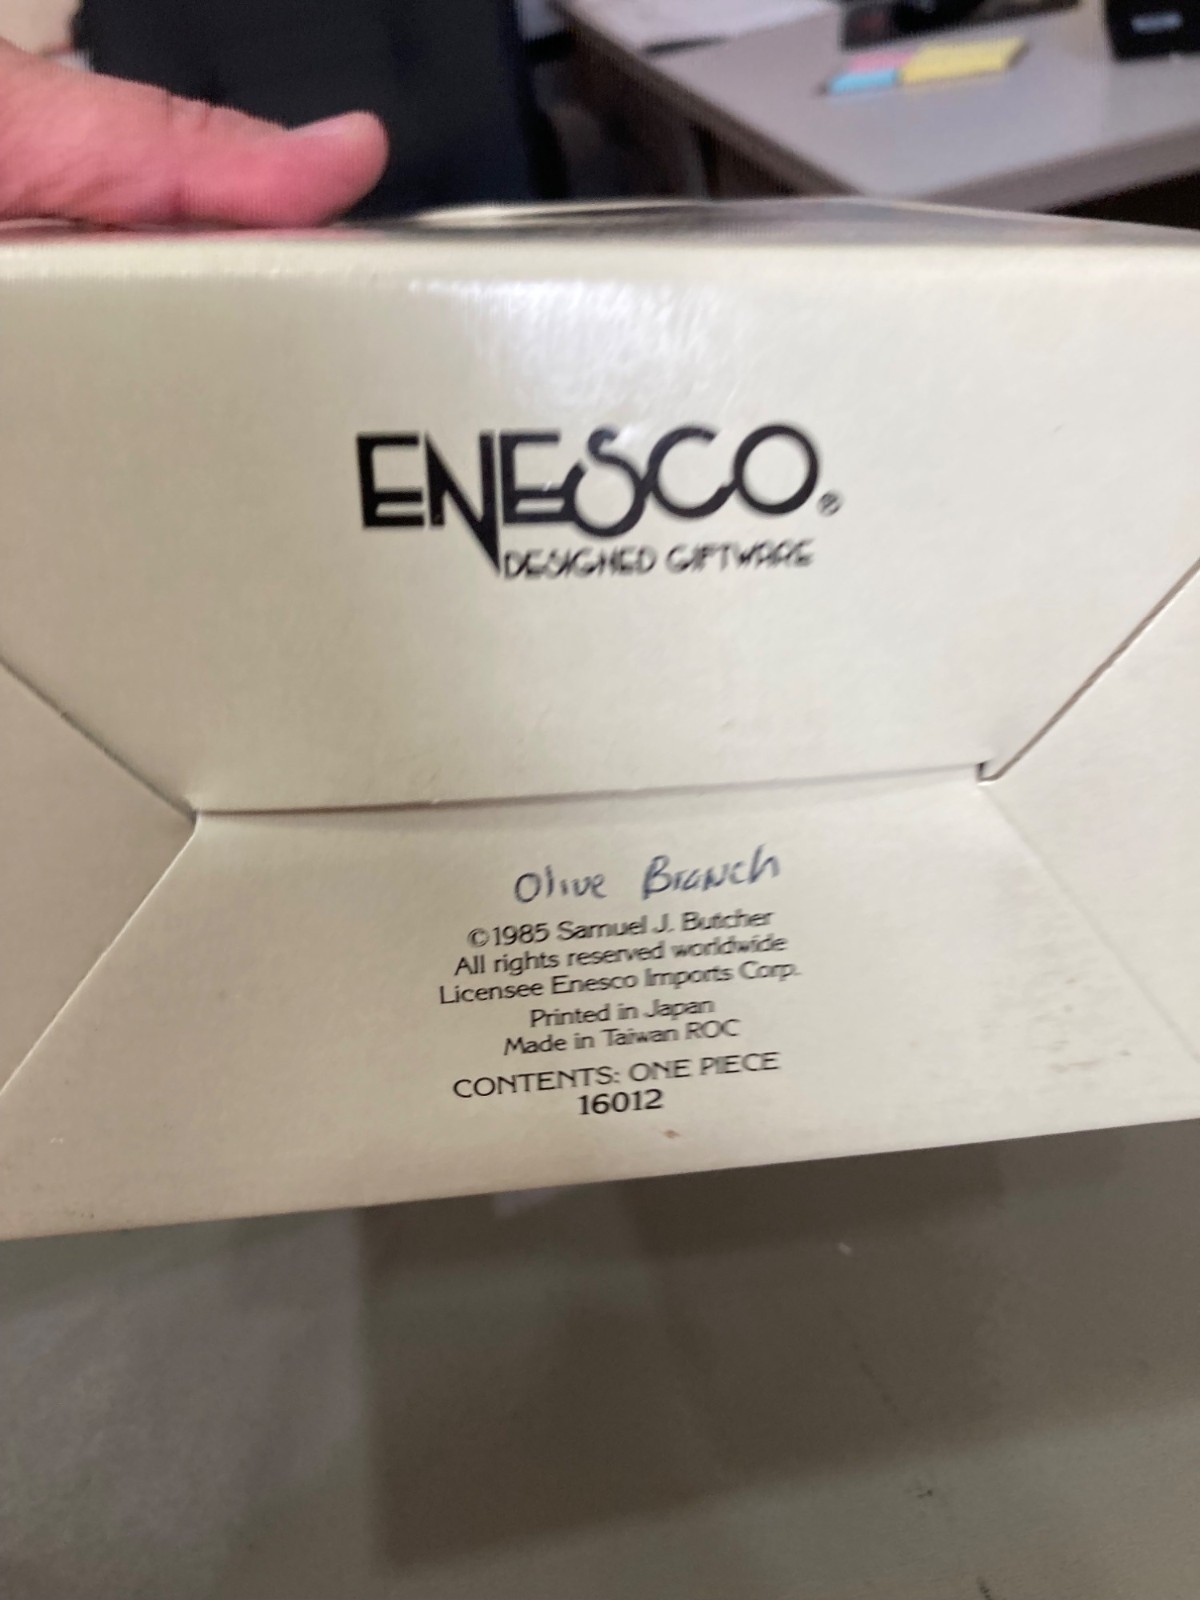 ENESCO®
DESIGNED GIFTWARE
Olive Branch
©1985 Samuel J. Butcher
All rights reserved worldwide
Licensee Enesco Imports Corp.
Printed in Japan
Made in Taiwan ROC
CONTENTS: ONE PIECE
16012